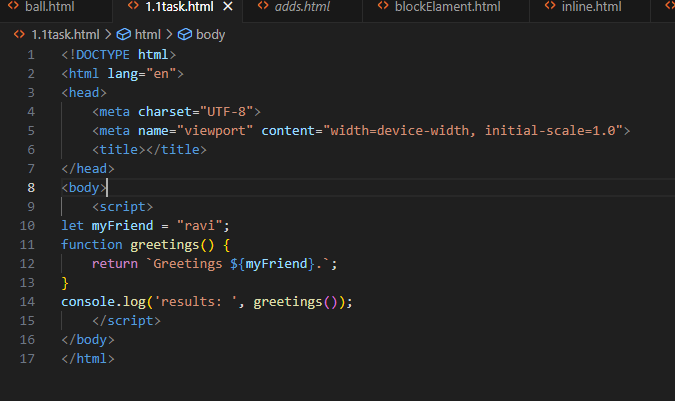 ball.html 1.1task.html adds.html blockElament.html inline.html
1.1task.html > html > body
1 <!DOCTYPE html>
2 <html lang="en">
3 <head>
4 <meta charset="UTF-8">
5 <meta name="viewport" content="width=device-width, initial-scale=1.0">
6 <title></title>
7 </head>
8 <body>
9 <script>
10 let myFriend = "ravi";
11 function greetings() {
12 return `Greetings ${myFriend}.`;
13 }
14 console.log('results: ', greetings());
15 </script>
16 </body>
17 </html>